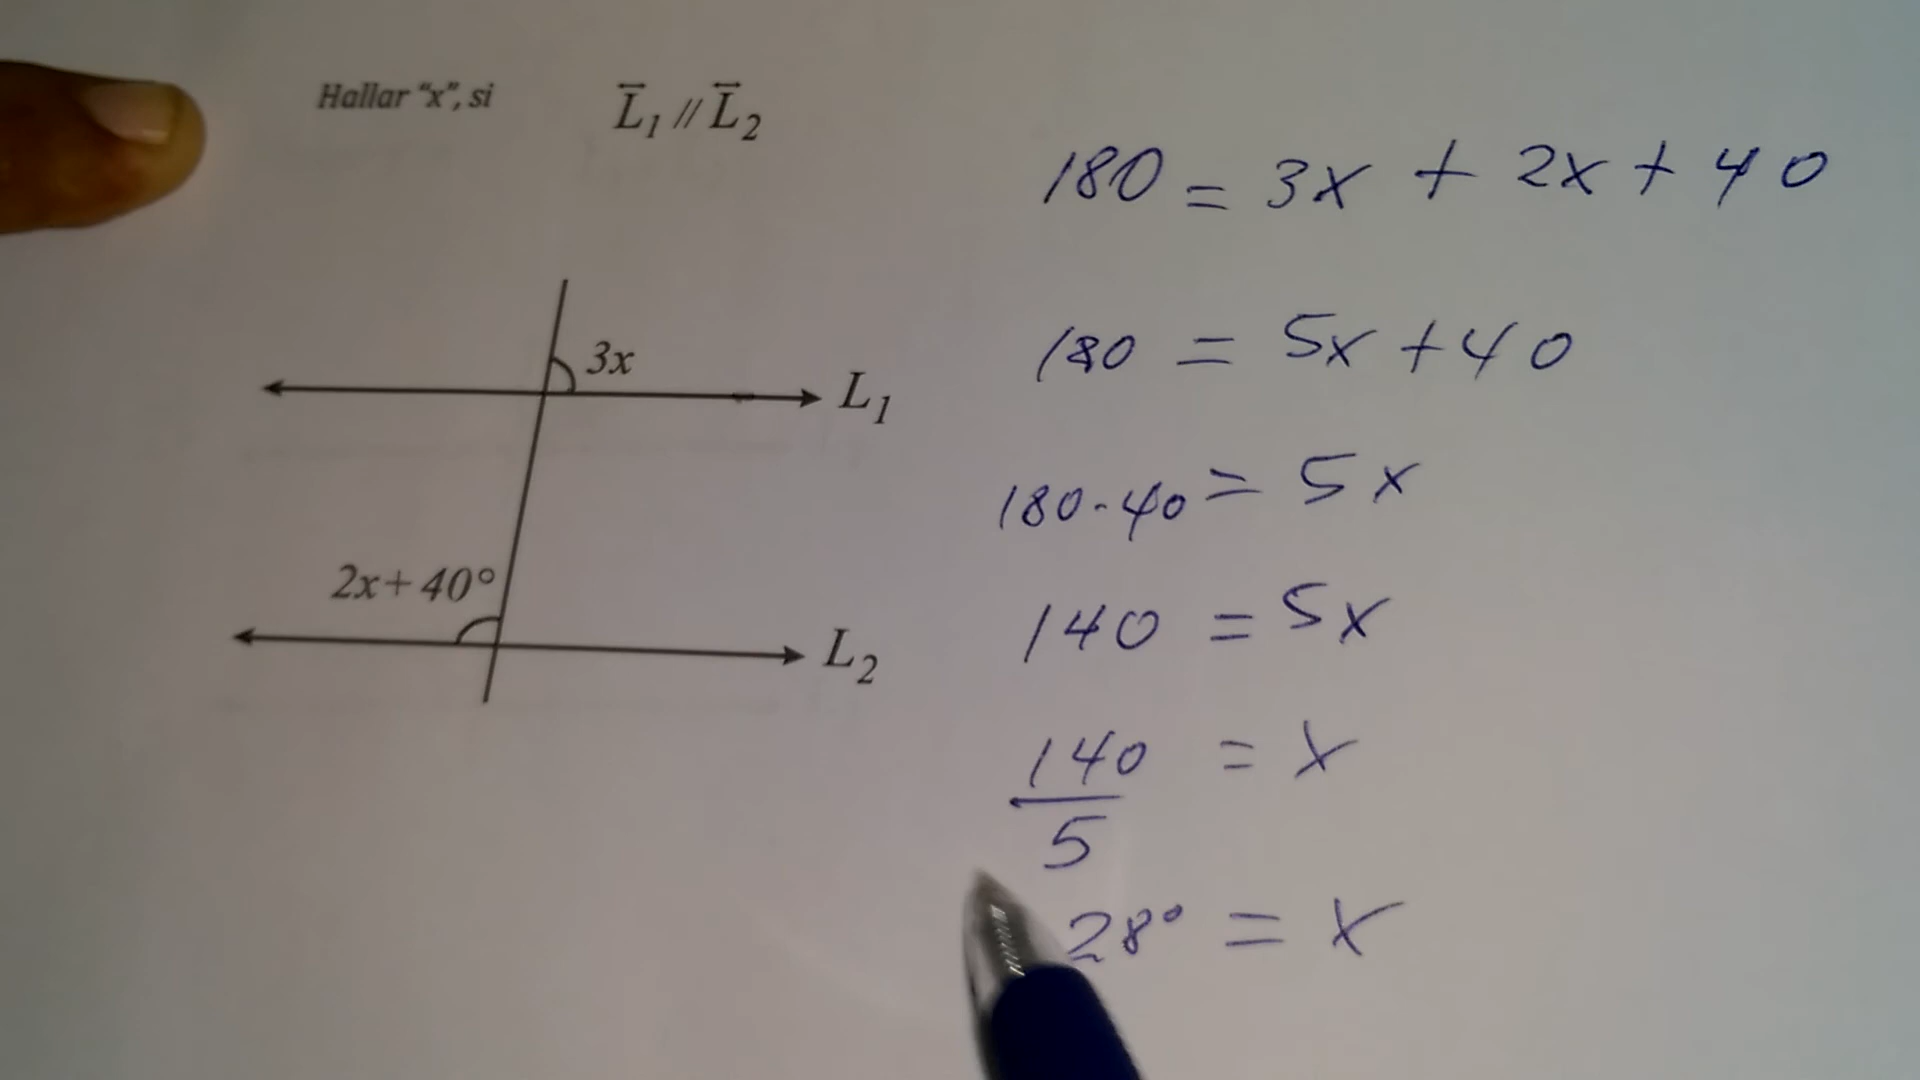 Hallar "x", si L₁ // L₂
3x
L₁
2x + 40°
L₂
180 = 3x + 2x + 40
180 = 5x + 40
180 - 40 = 5x
140 = 5x
140/5 = x
28° = x